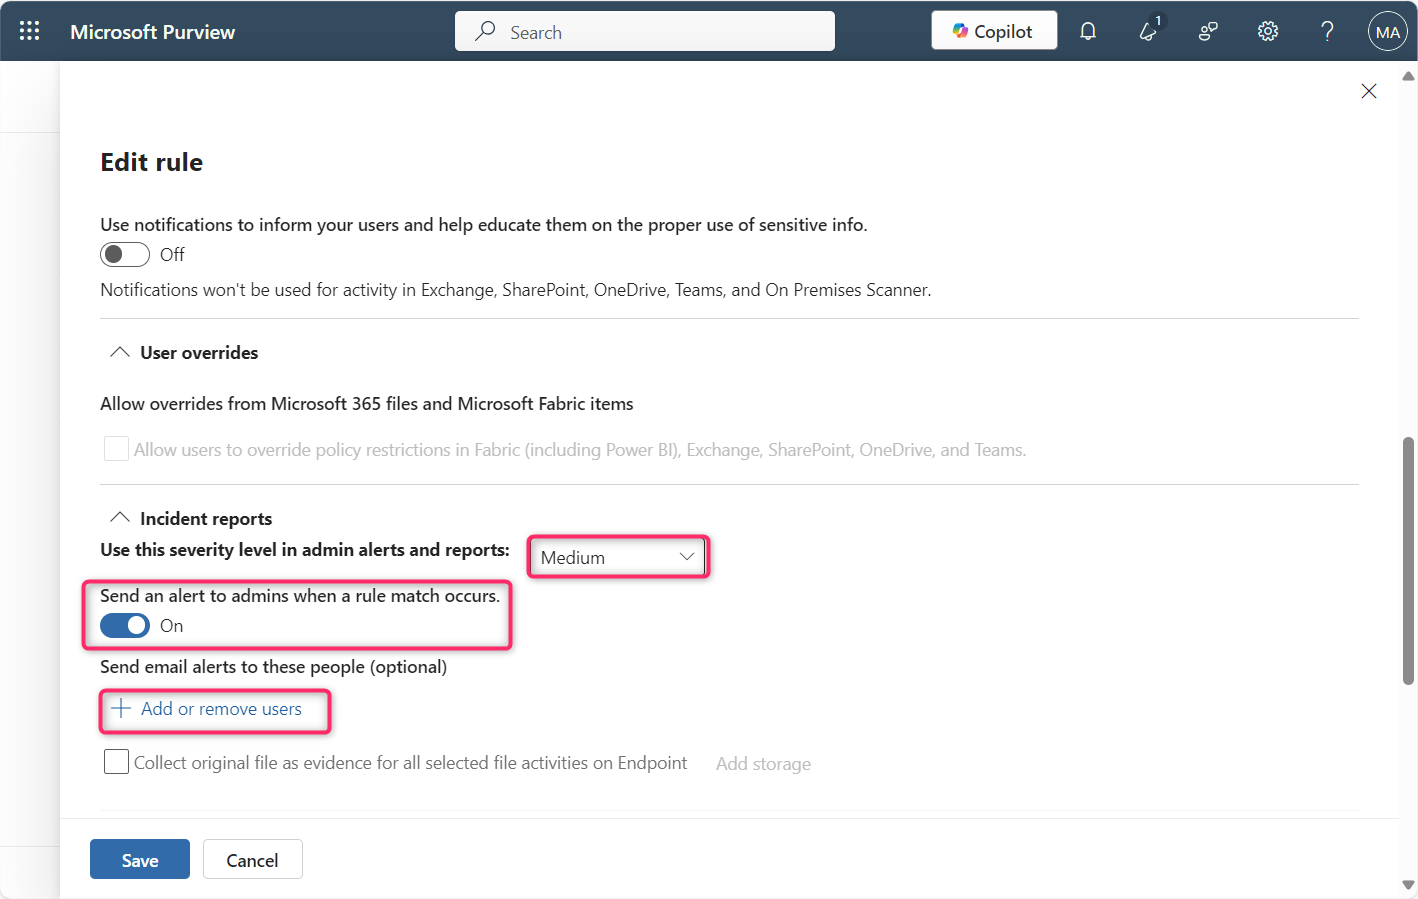 Microsoft Purview
Search
Copilot
1
MA
Edit rule
Use notifications to inform your users and help educate them on the proper use of sensitive info.
Off
Notifications won't be used for activity in Exchange, SharePoint, OneDrive, Teams, and On Premises Scanner.
User overrides
Allow overrides from Microsoft 365 files and Microsoft Fabric items
Allow users to override policy restrictions in Fabric (including Power BI), Exchange, SharePoint, OneDrive, and Teams.
Incident reports
Use this severity level in admin alerts and reports:
Medium
Send an alert to admins when a rule match occurs.
On
Send email alerts to these people (optional)
Add or remove users
Collect original file as evidence for all selected file activities on Endpoint
Add storage
Save
Cancel